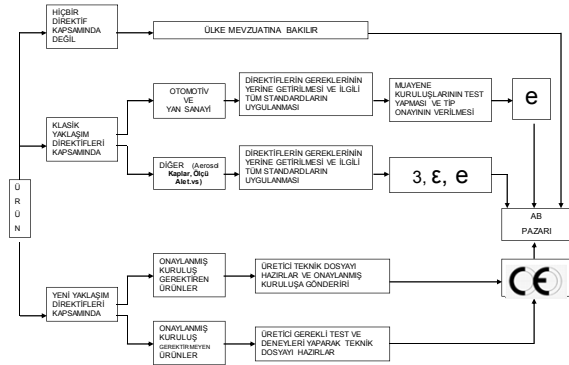 HİÇBİR
DİREKTİF
KAPSAMINDA
DEĞİL
ÜLKE MEVZUATINA BAKILIR
OTOMOTİV
VE
YAN SANAYİ
DİREKTİFLERİN GEREKLERİNİN
YERİNE GETİRİLMESİ VE İLGİLİ
TÜM STANDARDLARIN
UYGULANMASI
MUAYENE
KURULUŞLARININ TEST
YAPMASI VE TİP
ONAYININ VERİLMESİ
e
KLASİK
YAKLAŞIM
DİREKTİFLERİ
KAPSAMINDA
DİĞER (Aerosol
Kaplar, Ölçü
Alet.vs)
DİREKTİFLERİN GEREKLERİNİN
YERİNE GETİRİLMESİ VE İLGİLİ
TÜM STANDARDLARIN
UYGULANMASI
3, ε, e
Ü
R
Ü
N
AB
PAZARI
YENİ YAKLAŞIM
DİREKTİFLERİ
KAPSAMINDA
ONAYLANMIŞ
KURULUŞ
GEREKTİREN
ÜRÜNLER
ÜRETİCİ TEKNİK DOSYAYI
HAZIRLAR VE ONAYLANMIŞ
KURULUŞA GÖNDERİRİ
CE
ONAYLANMIŞ
KURULUŞ
GEREKTİRMEYEN
ÜRÜNLER
ÜRETİCİ GEREKLİ TEST VE
DENEYLERİ YAPARAK TEKNİK
DOSYAYI HAZIRLAR